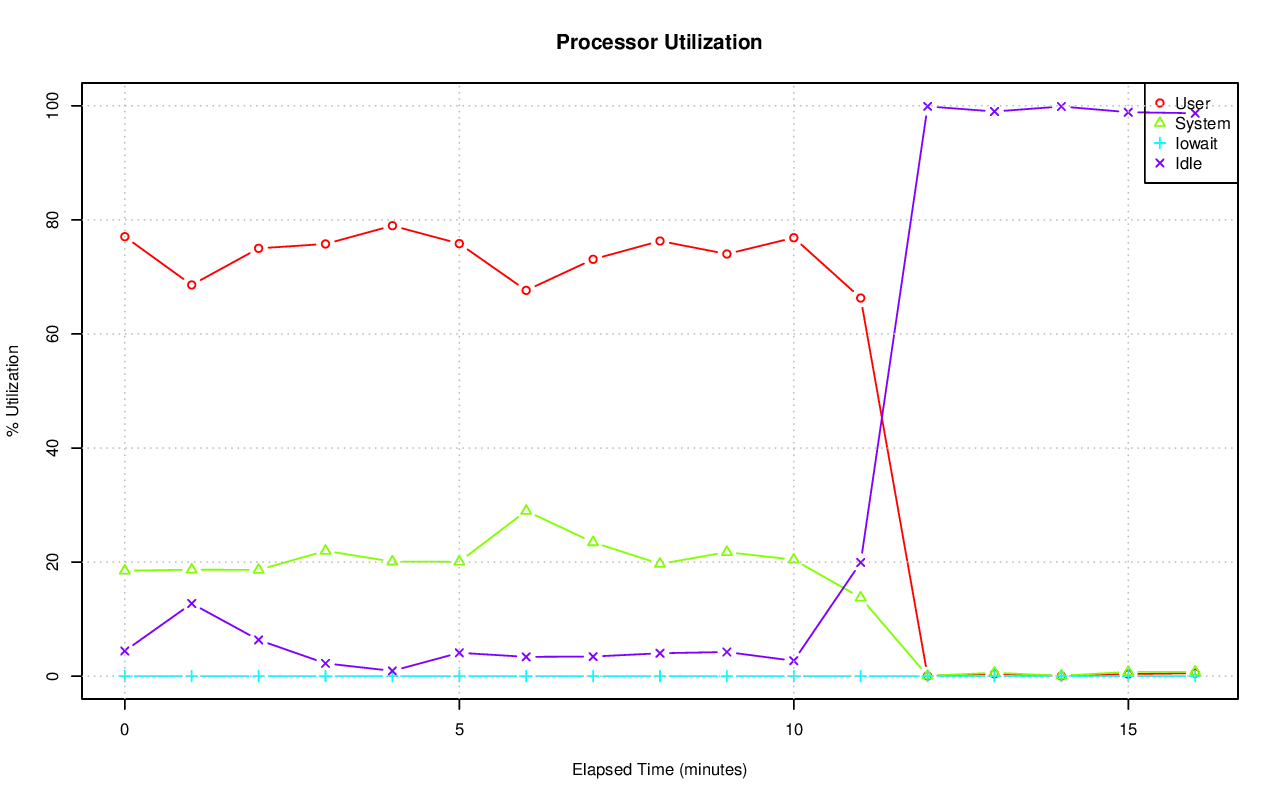 Processor Utilization
% Utilization
100
80
60
40
20
0
User
System
Iowait
Idle
0 5 10 15
Elapsed Time (minutes)